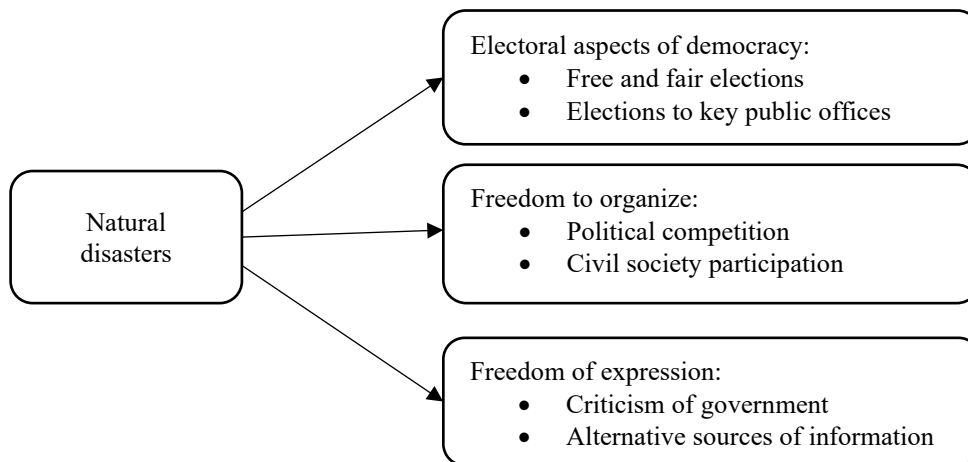 Electoral aspects of democracy:
• Free and fair elections
• Elections to key public offices
Natural
disasters
Freedom to organize:
• Political competition
• Civil society participation
Freedom of expression:
• Criticism of government
• Alternative sources of information